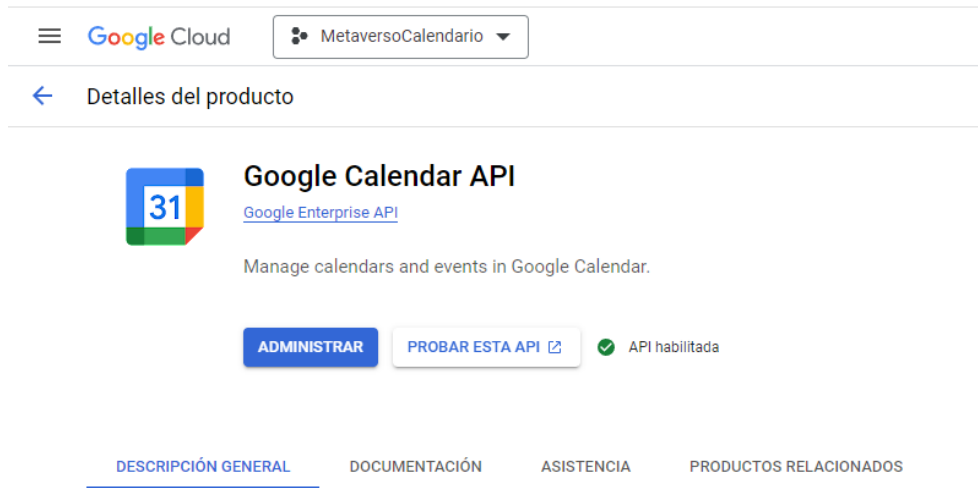 Google Cloud
MetaversoCalendario
Detalles del producto
31
Google Calendar API
Google Enterprise API
Manage calendars and events in Google Calendar.
ADMINISTRAR
PROBAR ESTA API
API habilitada
DESCRIPCIÓN GENERAL
DOCUMENTACIÓN
ASISTENCIA
PRODUCTOS RELACIONADOS